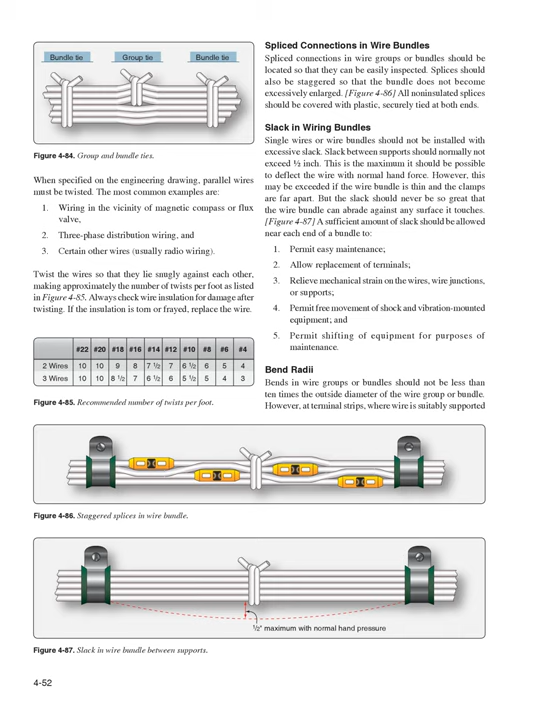 Bundle tie
Group tie
Bundle tie
Figure 4-84. Group and bundle ties.
When specified on the engineering drawing, parallel wires
must be twisted. The most common examples are:
1. Wiring in the vicinity of magnetic compass or flux
valve,
2. Three-phase distribution wiring, and
3. Certain other wires (usually radio wiring).
Twist the wires so that they lie snugly against each other,
making approximately the number of twists per foot as listed
in Figure 4-85. Always check wire insulation for damage after
twisting. If the insulation is torn or frayed, replace the wire.
#22 #20 #18 #16 #14 #12 #10 #8 #6 #4
2 Wires 10 10 9 8 7 1/2 7 6 1/2 6 5 4
3 Wires 10 10 8 1/2 7 6 1/2 6 5 1/2 5 4 3
Figure 4-85. Recommended number of twists per foot.
Spliced Connections in Wire Bundles
Spliced connections in wire groups or bundles should be
located so that they can be easily inspected. Splices should
also be staggered so that the bundle does not become
excessively enlarged. [Figure 4-86] All noninsulated splices
should be covered with plastic, securely tied at both ends.
Slack in Wiring Bundles
Single wires or wire bundles should not be installed with
excessive slack. Slack between supports should normally not
exceed ½ inch. This is the maximum it should be possible
to deflect the wire with normal hand force. However, this
may be exceeded if the wire bundle is thin and the clamps
are far apart. But the slack should never be so great that
the wire bundle can abrade against any surface it touches.
[Figure 4-87] A sufficient amount of slack should be allowed
near each end of a bundle to:
1. Permit easy maintenance;
2. Allow replacement of terminals;
3. Relieve mechanical strain on the wires, wire junctions,
or supports;
4. Permit free movement of shock and vibration-mounted
equipment; and
5. Permit shifting of equipment for purposes of
maintenance.
Bend Radii
Bends in wire groups or bundles should not be less than
ten times the outside diameter of the wire group or bundle.
However, at terminal strips, where wire is suitably supported
Figure 4-86. Staggered splices in wire bundle.
1/2" maximum with normal hand pressure
Figure 4-87. Slack in wire bundle between supports.
4-52